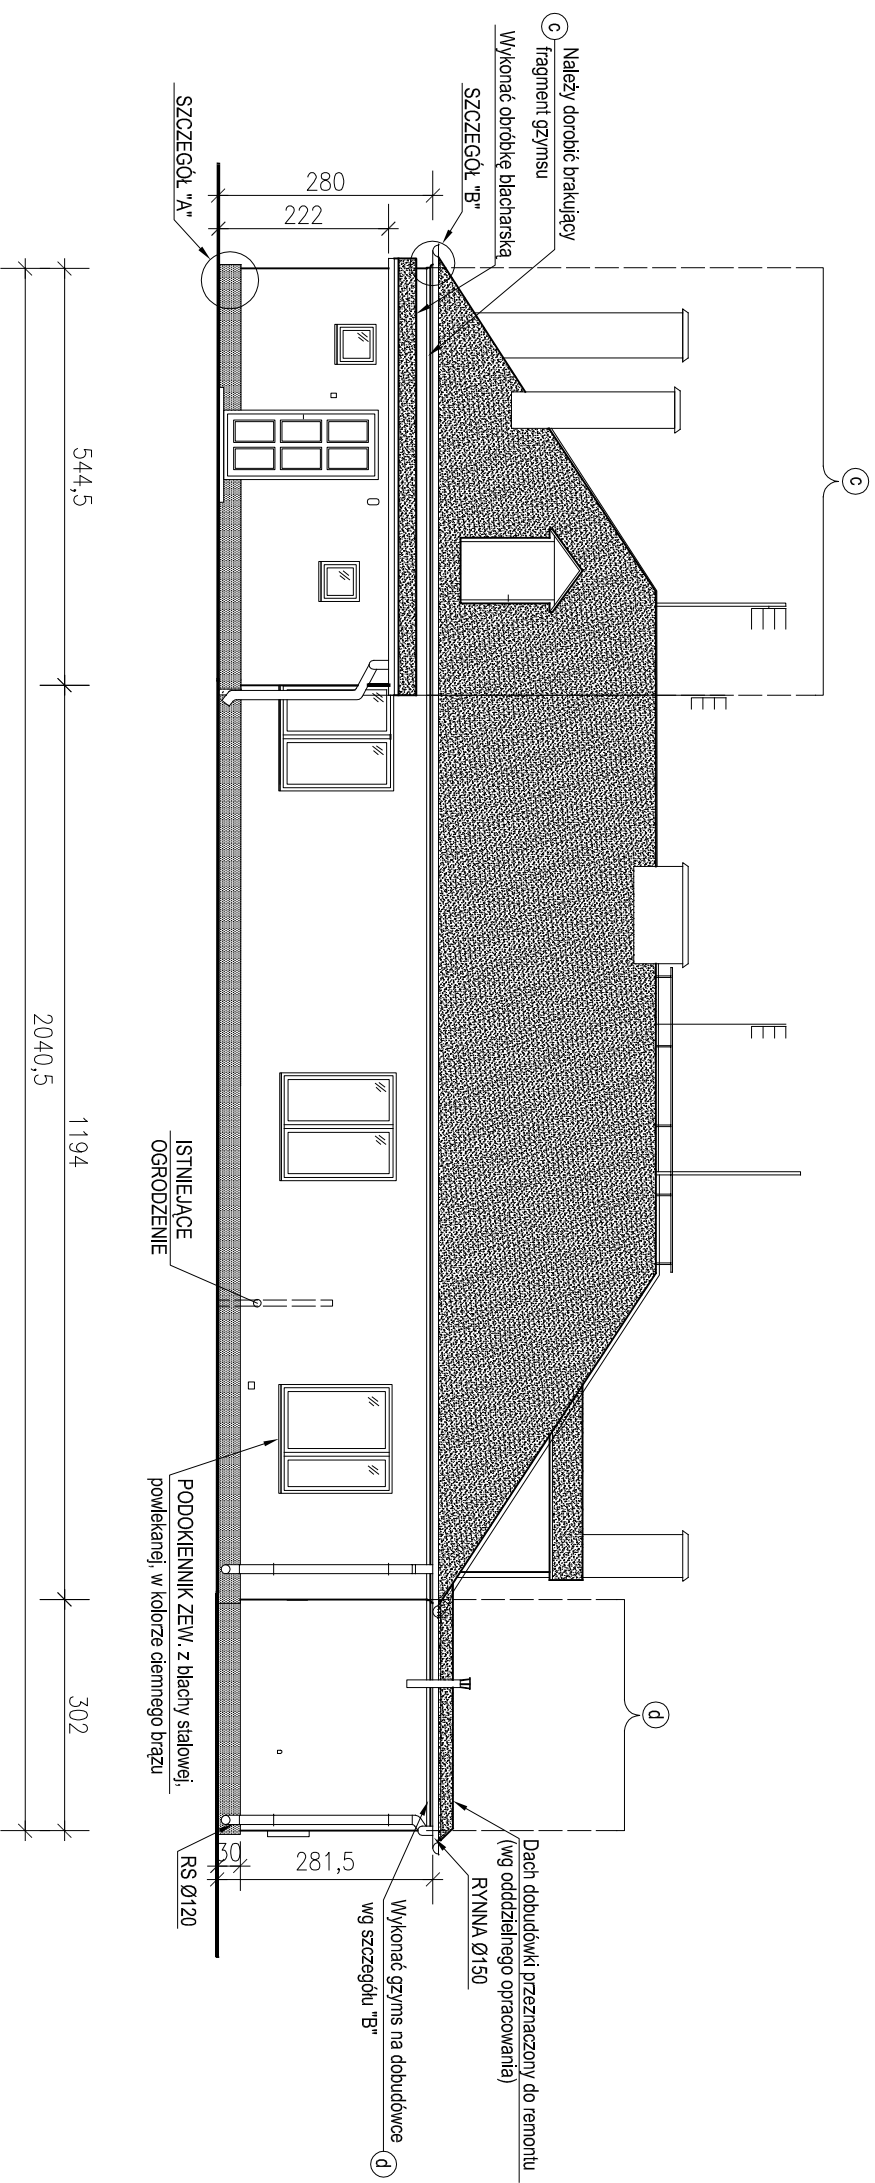 c
Należy dorobić brakujący
fragment gzymsu
Wykonać obróbkę blacharską
SZCZEGÓŁ "B"
SZCZEGÓŁ "A"
280
222
c
d
Dach dobudówki przeznaczony do remontu
(wg odddzielnego opracowania)
RYNNA Ø150
Wykonać gzyms na dobudówce
wg szczegółu "B"
d
281,5
30
RS Ø120
ISTNIEJĄCE
OGRODZENIE
PODOKIENNIK ZEW. z blachy stalowej,
powlekanej, w kolorze ciemnego brązu
544,5
1194
302
2040,5